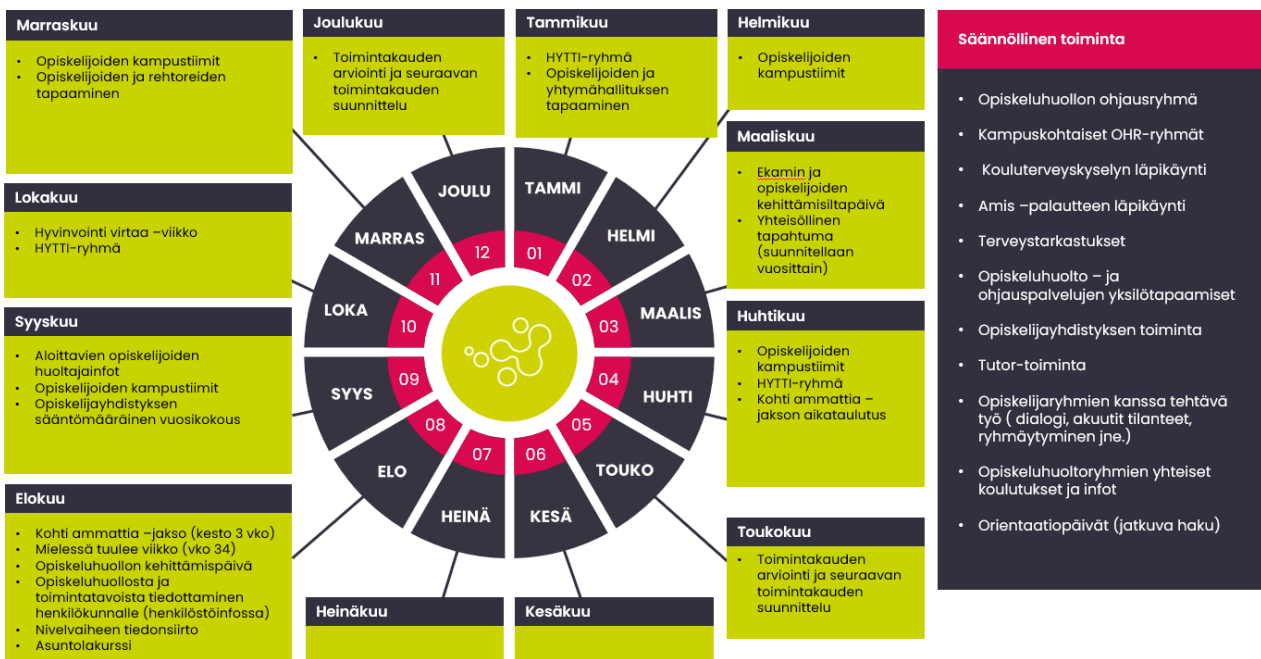 Marraskuu
• Opiskelijoiden kampustiimit
• Opiskelijoiden ja rehtoreiden
tapaaminen
Joulukuu
• Toimintakauden
arviointi ja seuraavan
toimintakauden
suunnittelu
Tammikuu
• HYTTI-ryhmä
• Opiskelijoiden ja
yhtymähallituksen
tapaaminen
Helmikuu
• Opiskelijoiden
kampustiimit
Maaliskuu
• Ekamin ja
opiskelijoiden
kehittämisiltapäivä
• Yhteisöllinen
tapahtuma
(suunnitellaan
vuosittain)
Lokakuu
• Hyvinvointi virtaa –viikko
• HYTTI-ryhmä
Syyskuu
• Aloittavien opiskelijoiden
huoltajainfot
• Opiskelijoiden kampustiimit
• Opiskelijayhdistyksen
sääntömääräinen vuosikokous
Huhtikuu
• Opiskelijoiden
kampustiimit
• HYTTI-ryhmä
• Kohti ammattia –
jakson aikataulutus
Elokuu
• Kohti ammattia –jakso (kesto 3 vko)
• Mielessä tuulee viikko (vko 34)
• Opiskeluhuollon kehittämispäivä
• Opiskeluhuollosta ja
toimintatavoista tiedottaminen
henkilökunnalle (henkilöstöinfossa)
• Nivelvaiheen tiedonsiirto
• Asuntolakurssi
Heinäkuu
Kesäkuu
Toukokuu
• Toimintakauden
arviointi ja seuraavan
toimintakauden
suunnittelu
TAMMI
01
HELMI
02
MAALIS
03
HUHTI
04
TOUKO
05
KESÄ
06
HEINÄ
07
ELO
08
SYYS
09
LOKA
10
MARRAS
11
JOULU
12
Säännöllinen toiminta
• Opiskeluhuollon ohjausryhmä
• Kampuskohtaiset OHR-ryhmät
• Kouluterveyskyselyn läpikäynti
• Amis –palautteen läpikäynti
• Terveystarkastukset
• Opiskeluhuolto – ja
ohjauspalvelujen yksilötapaamiset
• Opiskelijayhdistyksen toiminta
• Tutor-toiminta
• Opiskelijaryhmien kanssa tehtävä
työ ( dialogi, akuutit tilanteet,
ryhmäytyminen jne.)
• Opiskeluhuoltoryhmien yhteiset
koulutukset ja infot
• Orientaatiopäivät (jatkuva haku)